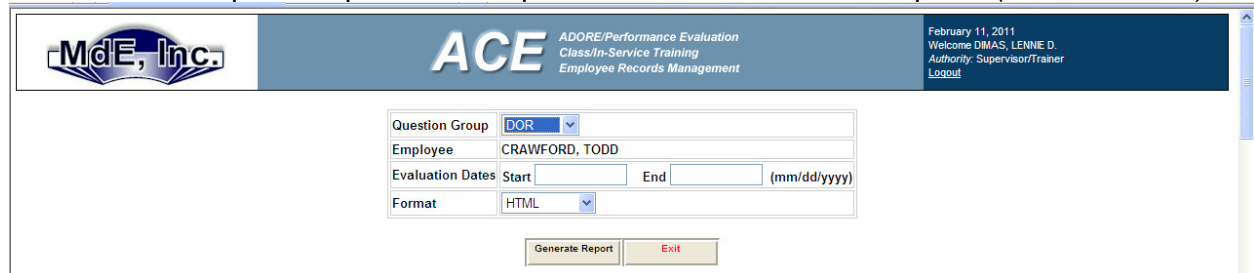 MdE, Inc.
ACE
ADORE/Performance Evaluation
Class/In-Service Training
Employee Records Management
February 11, 2011
Welcome DIMAS, LENNIE D.
Authority: Supervisor/Trainer
Logout
Question Group DOR
Employee CRAWFORD, TODD
Evaluation Dates Start End (mm/dd/yyyy)
Format HTML
Generate Report Exit